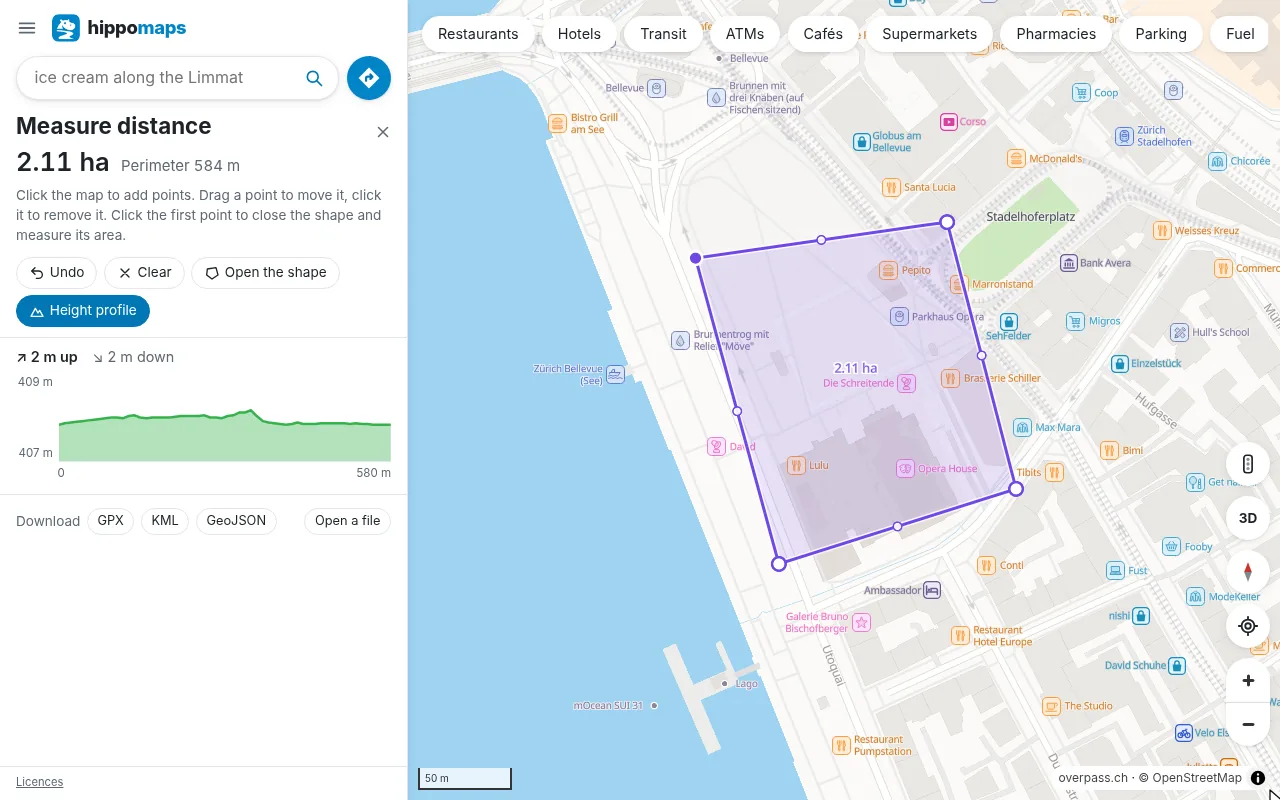 hippomaps
ice cream along the Limmat
Measure distance
2.11 ha Perimeter 584 m
Click the map to add points. Drag a point to move it, click
it to remove it. Click the first point to close the shape and
measure its area.
Undo
Clear
Open the shape
Height profile
2 m up
2 m down
409 m
407 m
0
580 m
Download
GPX
KML
GeoJSON
Open a file
Licences
Restaurants
Hotels
Transit
ATMs
Cafés
Supermarkets
Pharmacies
Parking
Fuel
Bar
Bellevue
Bellevue
Brunnen mit
drei Knaben (auf
Fischen sitzend)
Bistro Grill
am See
Coop
Corso
Globus am
Bellevue
Zürich
Stadelhofen
McDonald's
Chicorée
Santa Lucia
Stadelhoferplatz
Weisses Kreuz
Bank Avera
Pepito
Marronistand
Parkhaus Opera
SehFelder
Migros
Hull's School
Brunnentrog mit
Relief "Möve"
Zürich Bellevue
(See)
2.11 ha
Die Schreitende
Brasserie Schiller
Einzelstück
Hufgasse
Max Mara
David
Lulu
Opera House
Tibits
Bimi
Get
Conti
Fooby
Fust
Ambassador
ModeKeller
Galerie Bruno
Bischofberger
nishi
Restaurant
Hotel Europe
David Schuhe
Utoquai
Lago
mOcean SUI 31
The Studio
Restaurant
Pumpstation
3D
50 m
overpass.ch · © OpenStreetMap